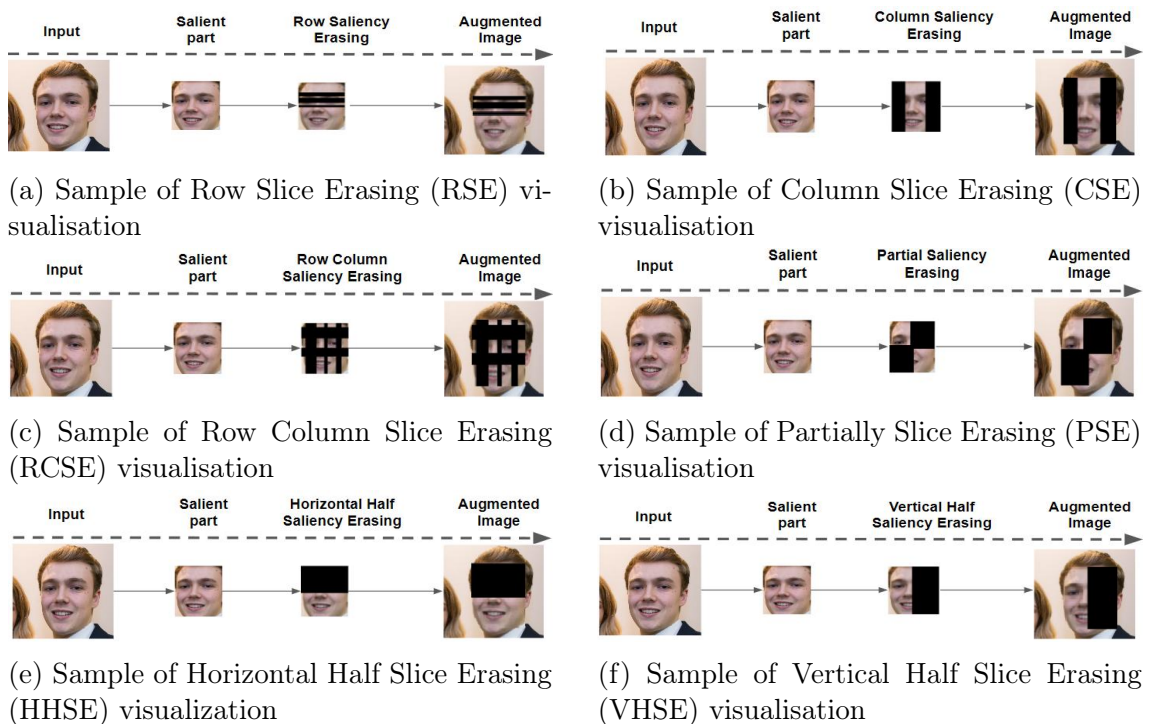 Input
Salient
part
Row Saliency
Erasing
Augmented
Image
(a) Sample of Row Slice Erasing (RSE) vi-
sualisation
Input
Salient
part
Column Saliency
Erasing
Augmented
Image
(b) Sample of Column Slice Erasing (CSE)
visualisation
Input
Salient
part
Row Column
Saliency Erasing
Augmented
Image
(c) Sample of Row Column Slice Erasing
(RCSE) visualisation
Input
Salient
part
Partial Saliency
Erasing
Augmented
Image
(d) Sample of Partially Slice Erasing (PSE)
visualisation
Input
Salient
part
Horizontal Half
Saliency Erasing
Augmented
Image
(e) Sample of Horizontal Half Slice Erasing
(HHSE) visualization
Input
Salient
part
Vertical Half
Saliency Erasing
Augmented
Image
(f) Sample of Vertical Half Slice Erasing
(VHSE) visualisation